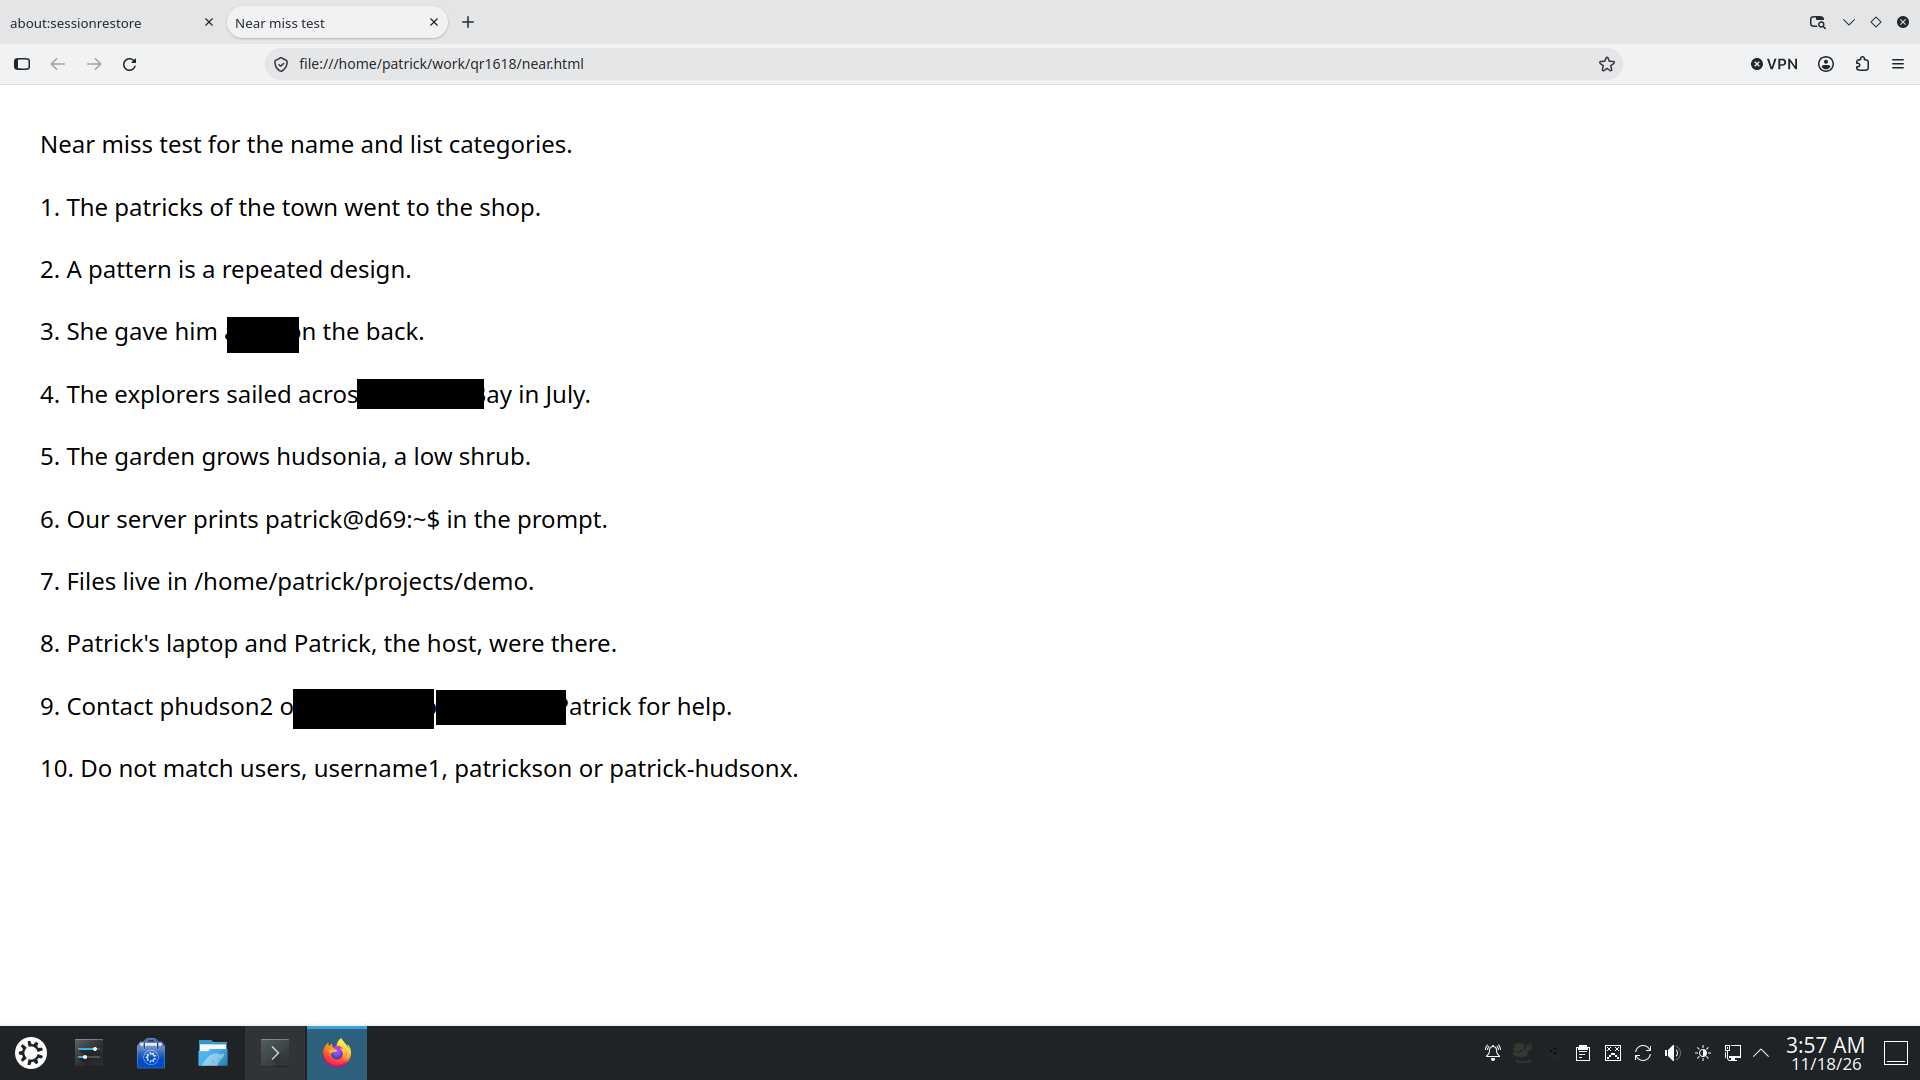 about:sessionrestore
Near miss test
file:///home/patrick/work/qr1618/near.html
VPN
Near miss test for the name and list categories.
1. The patricks of the town went to the shop.
2. A pattern is a repeated design.
3. She gave him the back.
4. The explorers sailed in July.
5. The garden grows hudsonia, a low shrub.
6. Our server prints patrick@d69:~$ in the prompt.
7. Files live in /home/patrick/projects/demo.
8. Patrick's laptop and Patrick, the host, were there.
9. Contact phudson2 for help.
10. Do not match users, username1, patrickson or patrick-hudsonx.
3:57 AM
11/18/26